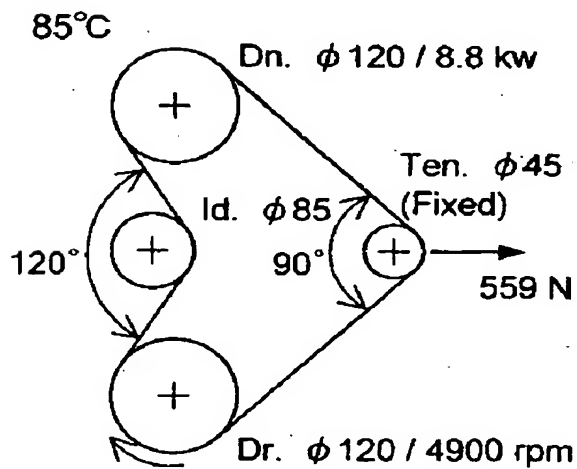 85°C
Dn. ϕ120 / 8.8 kw
Ten. ϕ45
(Fixed)
Id. ϕ85
120°
90°
559 N
Dr. ϕ120 / 4900 rpm